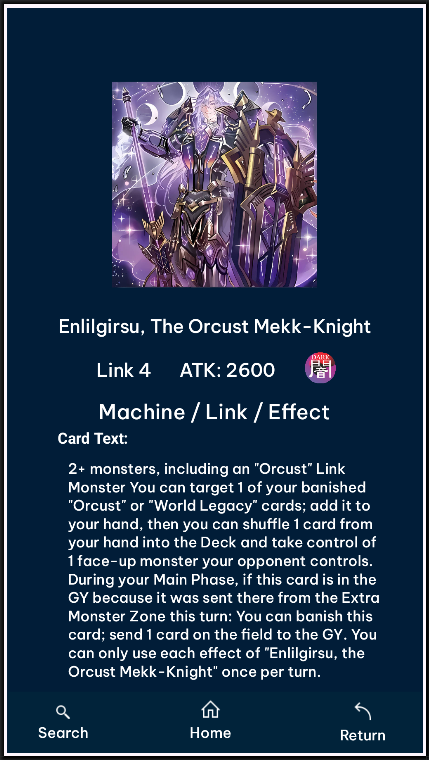 Enlilgirsu, The Orcust Mekk-Knight
Link 4 ATK: 2600 DARK 闇
Machine / Link / Effect
Card Text:
2+ monsters, including an "Orcust" Link
Monster You can target 1 of your banished
"Orcust" or "World Legacy" cards; add it to
your hand, then you can shuffle 1 card from
your hand into the Deck and take control of
1 face-up monster your opponent controls.
During your Main Phase, if this card is in the
GY because it was sent there from the Extra
Monster Zone this turn: You can banish this
card; send 1 card on the field to the GY. You
can only use each effect of "Enlilgirsu, the
Orcust Mekk-Knight" once per turn.
Search Home Return